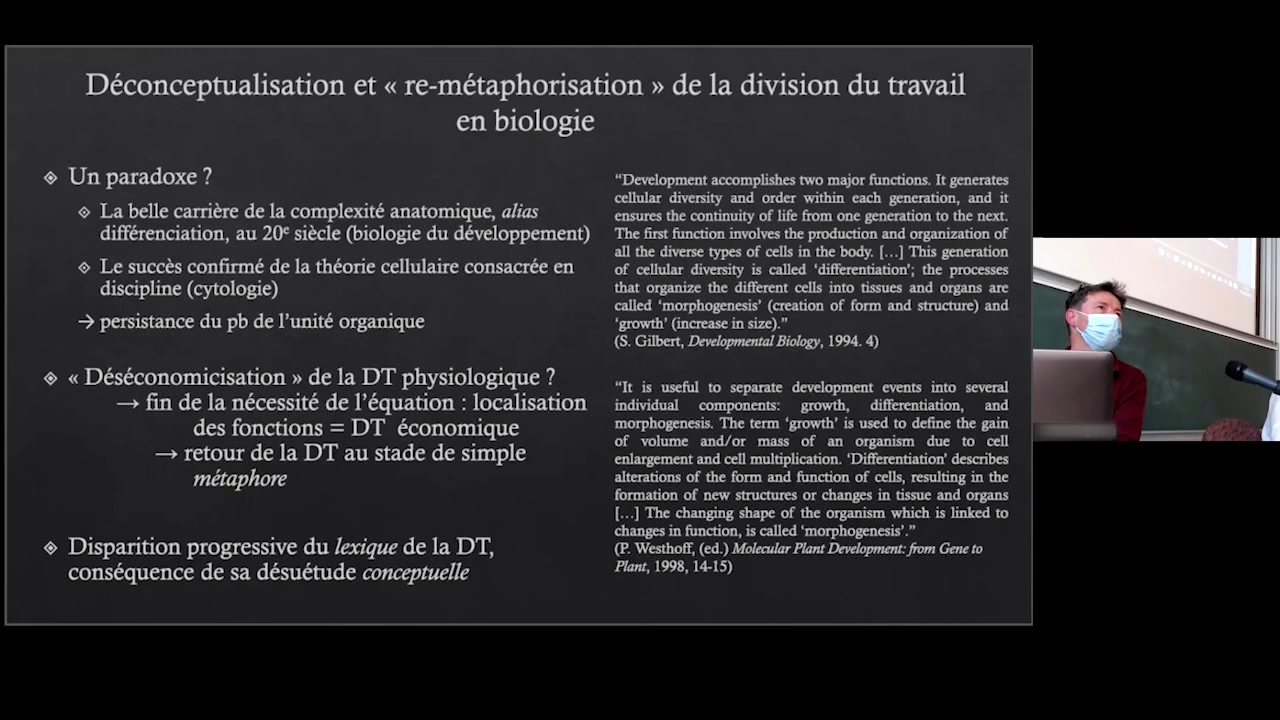 Déconceptualisation et « re-métaphorisation » de la division du travail
en biologie
Un paradoxe ?
La belle carrière de la complexité anatomique, alias
différenciation, au 20e siècle (biologie du développement)
Le succès confirmé de la théorie cellulaire consacrée en
discipline (cytologie)
→ persistance du pb de l’unité organique
« Déséconomicisation » de la DT physiologique ?
→ fin de la nécessité de l’équation : localisation
des fonctions = DT économique
→ retour de la DT au stade de simple
métaphore
Disparition progressive du lexique de la DT,
conséquence de sa désuétude conceptuelle
“Development accomplishes two major functions. It generates
cellular diversity and order within each generation, and it
ensures the continuity of life from one generation to the next.
The first function involves the production and organization of
all the diverse types of cells in the body. […] This generation
of cellular diversity is called ‘differentiation’; the processes
that organize the different cells into tissues and organs are
called ‘morphogenesis’ (creation of form and structure) and
‘growth’ (increase in size).”
(S. Gilbert, Developmental Biology, 1994. 4)
“It is useful to separate development events into several
individual components: growth, differentiation, and
morphogenesis. The term ‘growth’ is used to define the gain
of volume and/or mass of an organism due to cell
enlargement and cell multiplication. ‘Differentiation’ describes
alterations of the form and function of cells, resulting in the
formation of new structures or changes in tissue and organs
[…] The changing shape of the organism which is linked to
changes in function, is called ‘morphogenesis’.”
(P. Westhoff, (ed.) Molecular Plant Development: from Gene to
Plant, 1998, 14-15)